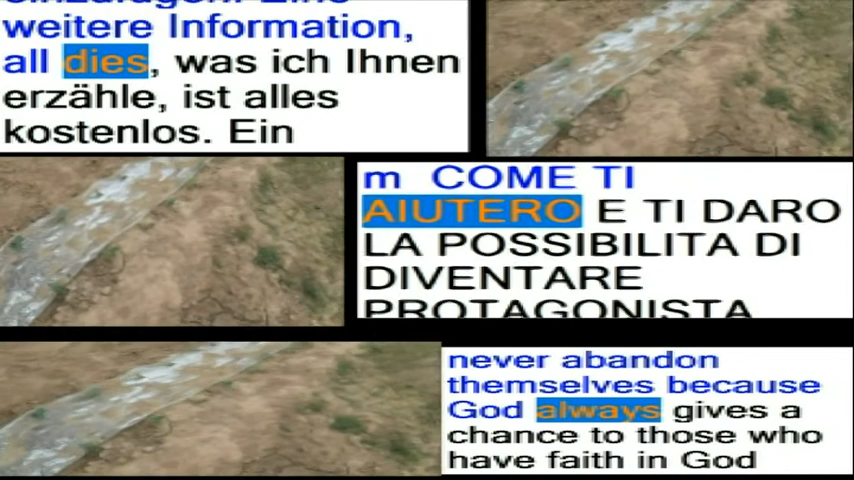 weitere Information,
all dies, was ich Ihnen
erzähle, ist alles
kostenlos. Ein
m COME TI
AIUTERO E TI DARO
LA POSSIBILITA DI
DIVENTARE
PROTAGONISTA
never abandon
themselves because
God always gives a
chance to those who
have faith in God